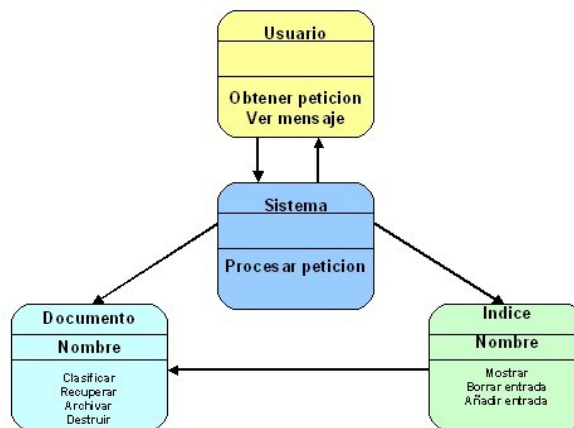 Usuario
Obtener peticion
Ver mensaje
Sistema
Procesar peticion
Documento
Nombre
Clasificar
Recuperar
Archivar
Destruir
Indice
Nombre
Mostrar
Borrar entrada
Añadir entrada